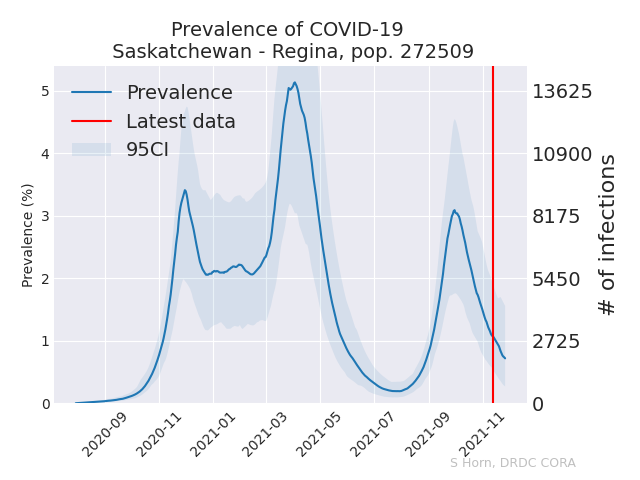 Prevalence of COVID-19
Saskatchewan - Regina, pop. 272509
Prevalence
Latest data
95CI
Prevalence (%)
5
4
3
2
1
0
13625
10900
8175
5450
2725
0
# of infections
2020-09
2020-11
2021-01
2021-03
2021-05
2021-07
2021-09
2021-11
S Horn, DRDC CORA